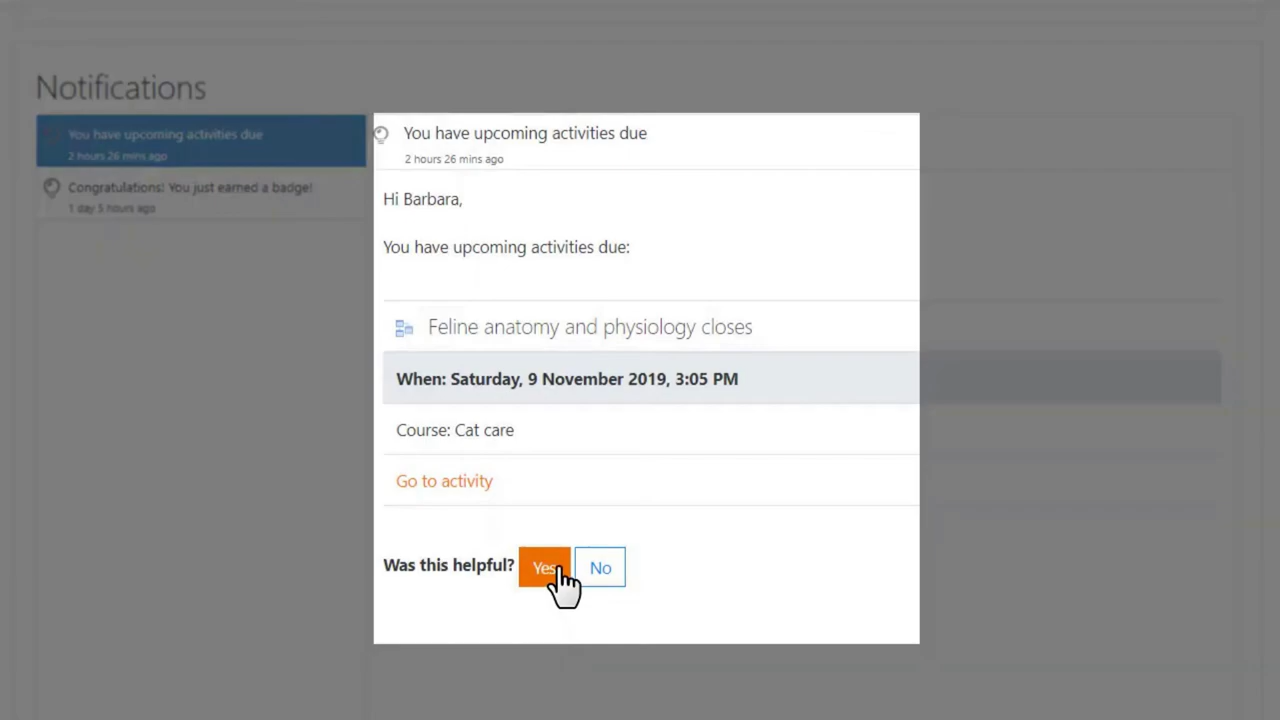 Notifications
You have upcoming activities due
2 hours 26 mins ago
Congratulations! You just earned a badge!
1 day 5 hours ago
You have upcoming activities due
2 hours 26 mins ago
Hi Barbara,
You have upcoming activities due:
Feline anatomy and physiology closes
When: Saturday, 9 November 2019, 3:05 PM
Course: Cat care
Go to activity
Was this helpful? Yes No